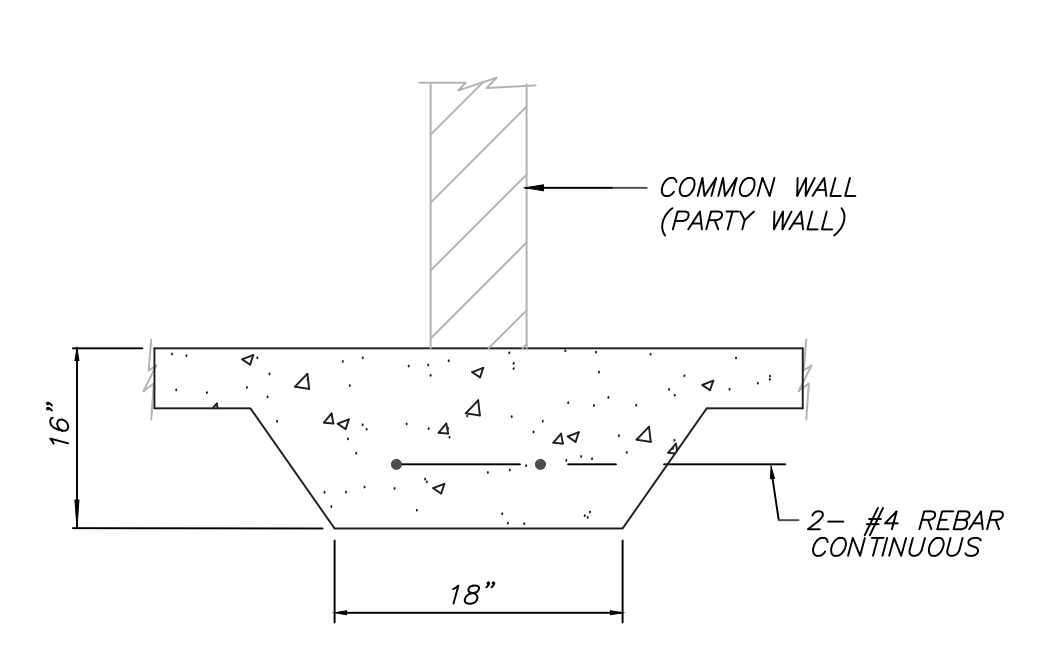 COMMON WALL
(PARTY WALL)
16”
2- #4 REBAR
CONTINUOUS
18”